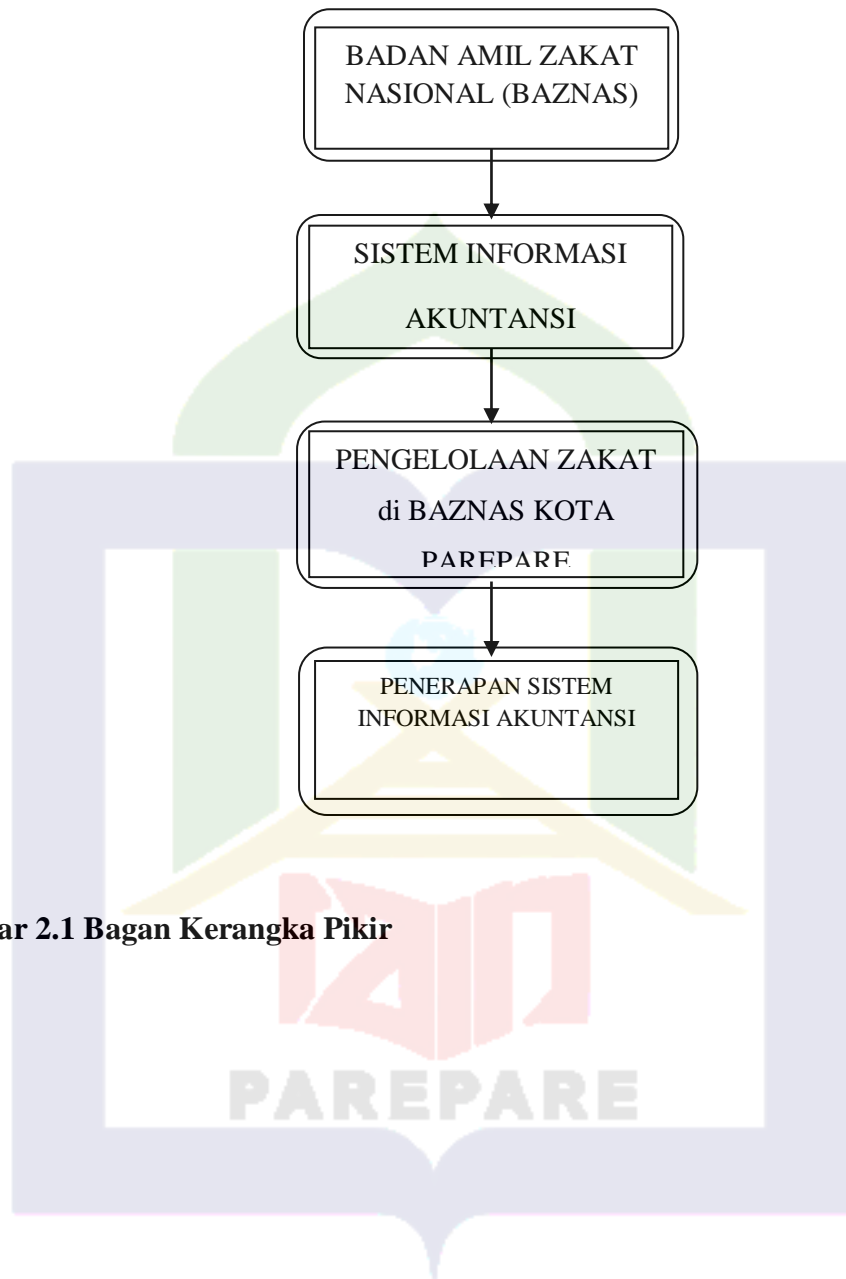 BADAN AMIL ZAKAT
NASIONAL (BAZNAS)
SISTEM INFORMASI
AKUNTANSI
PENGELOLAAN ZAKAT
di BAZNAS KOTA
PAREPARE
PENERAPAN SISTEM
INFORMASI AKUNTANSI
ar 2.1 Bagan Kerangka Pikir
PAREPARE